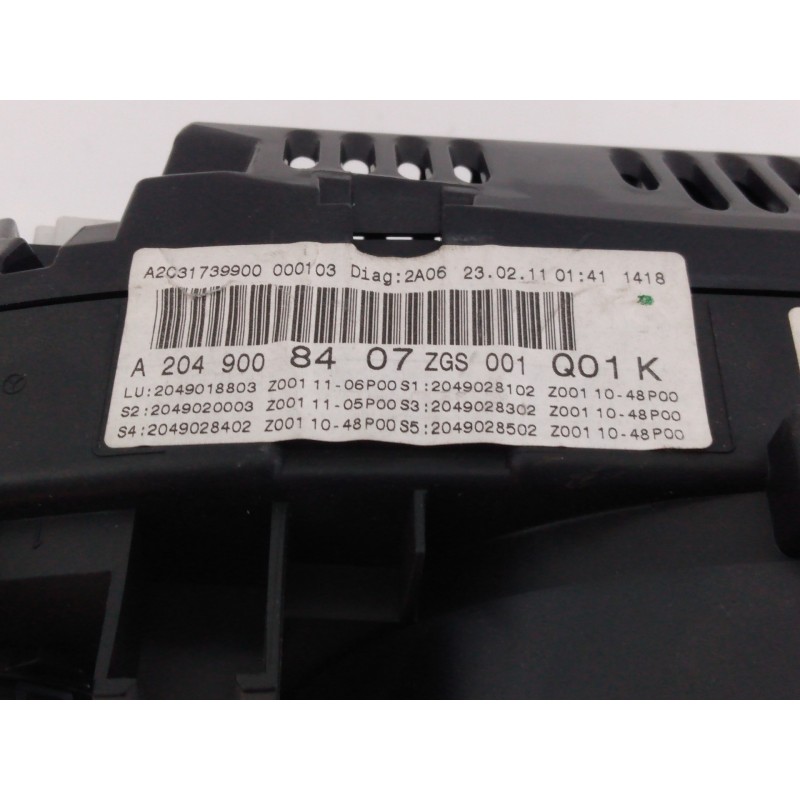 A2C31739900 000103 Diag:2A06 23.02.11 01:41 1418
A 204 900 84 07 ZGS 001 Q01 K
LU:2049018803 Z001 11-06P00 S1:2049028102 Z001 10-48P00
S2:2049020003 Z001 11-05P00 S3:2049028302 Z001 10-48P00
S4:2049028402 Z001 10-48P00 S5:2049028502 Z001 10-48P00